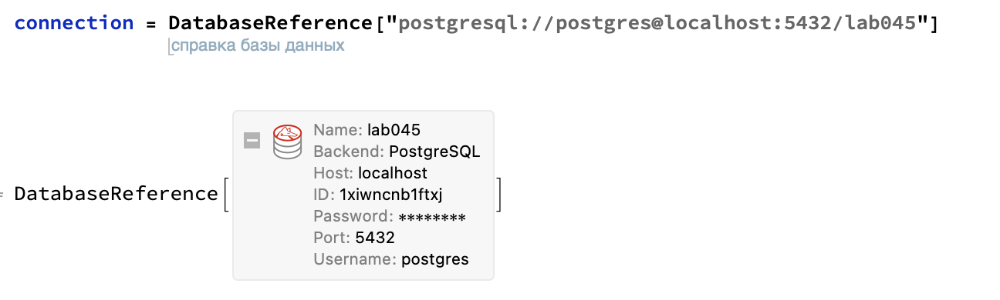 connection = DatabaseReference["postgresql://postgres@localhost:5432/lab045"]
справка базы данных
Name: lab045
Backend: PostgreSQL
Host: localhost
= DatabaseReference[ ]
ID: 1xiwncnb1ftxj
Password: ********
Port: 5432
Username: postgres